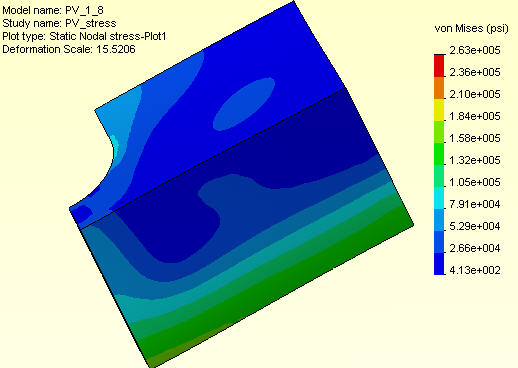 Model name: PV_1_8
Study name: PV_stress
Plot type: Static Nodal stress-Plot1
Deformation Scale: 15.5206
von Mises (psi)
2.63e+005
2.36e+005
2.10e+005
1.84e+005
1.58e+005
1.32e+005
1.05e+005
7.91e+004
5.29e+004
2.66e+004
4.13e+002